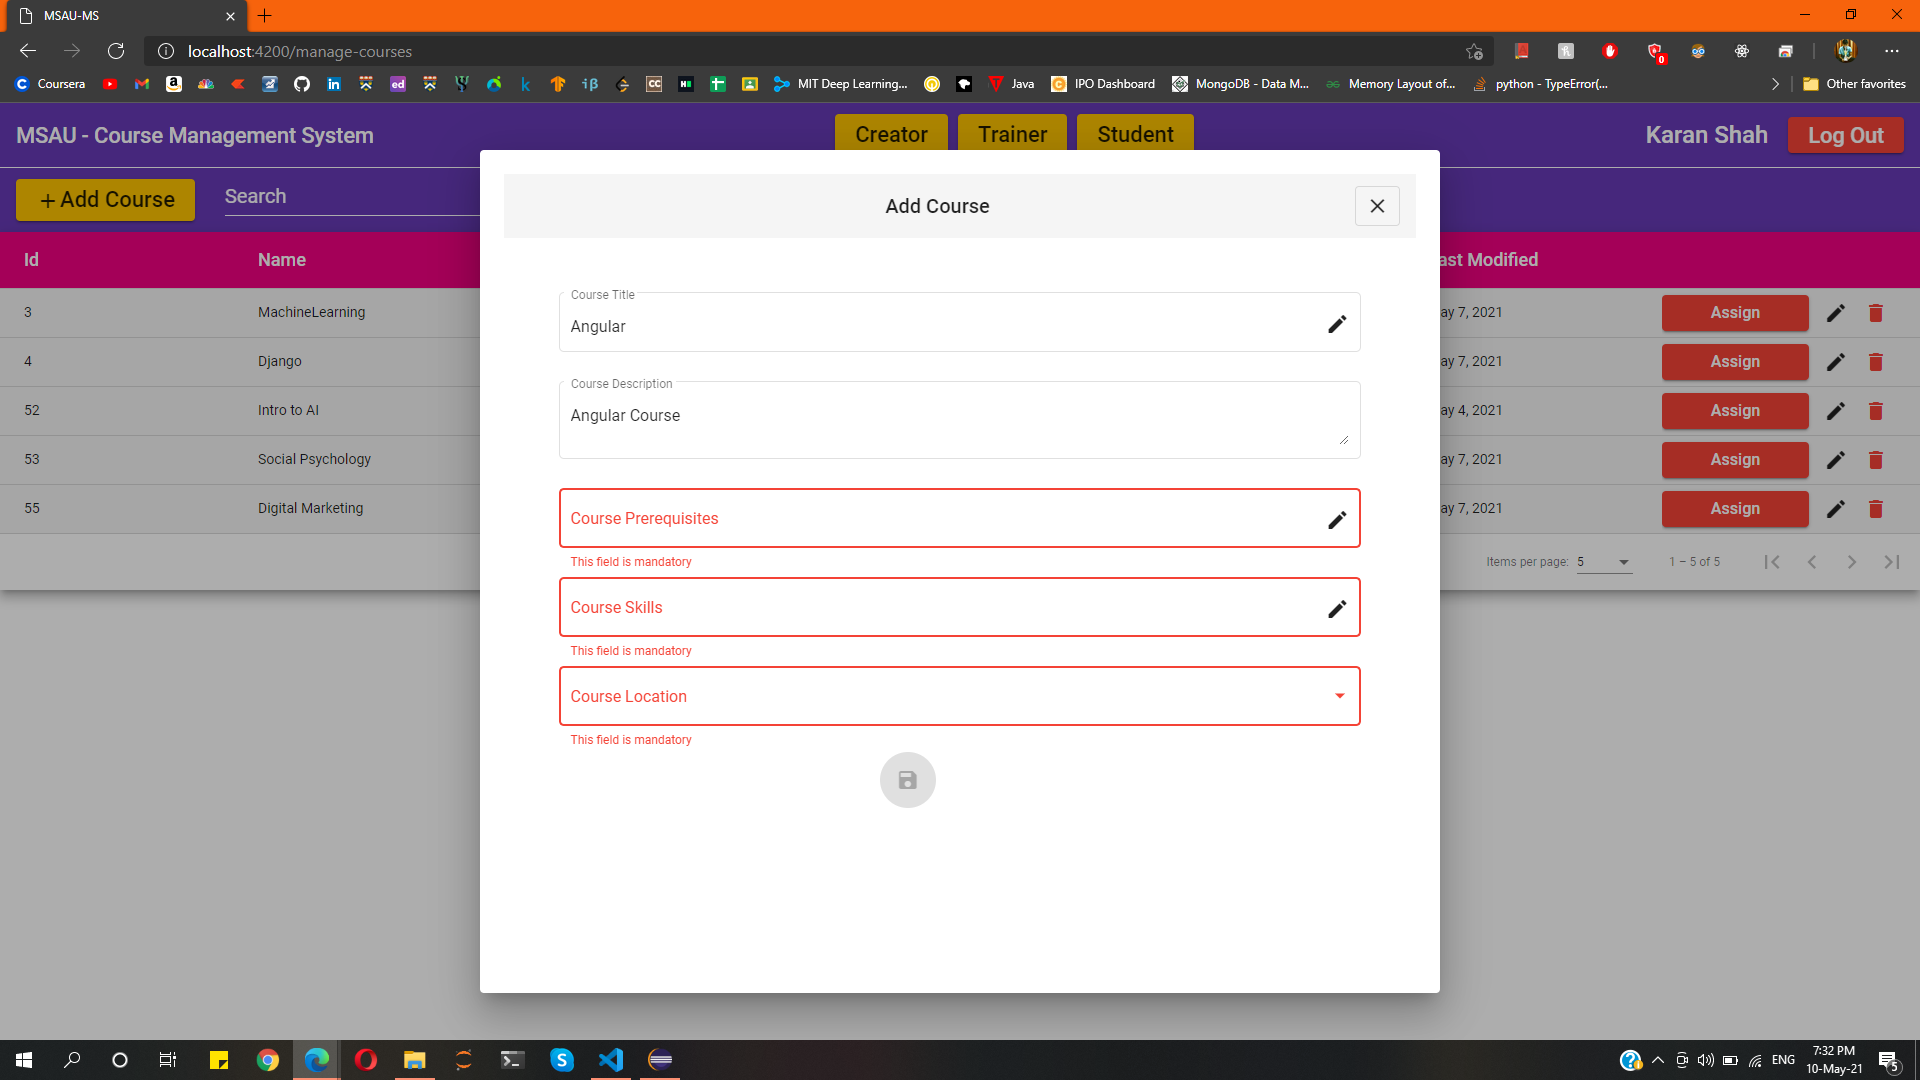 MSAU-MS
localhost:4200/manage-courses
Coursera
MIT Deep Learning...
Java
IPO Dashboard
MongoDB - Data M...
Memory Layout of...
python - TypeError(...
Other favorites
MSAU - Course Management System
Creator
Trainer
Student
Karan Shah
Log Out
+ Add Course
Search
Add Course
Id
Name
ast Modified
3
MachineLearning
ay 7, 2021
Assign
4
Django
ay 7, 2021
Assign
52
Intro to AI
ay 4, 2021
Assign
53
Social Psychology
ay 7, 2021
Assign
55
Digital Marketing
ay 7, 2021
Assign
Items per page: 5
1 – 5 of 5
Course Title
Angular
Course Description
Angular Course
Course Prerequisites
This field is mandatory
Course Skills
This field is mandatory
Course Location
This field is mandatory
ENG
7:32 PM
10-May-21
5